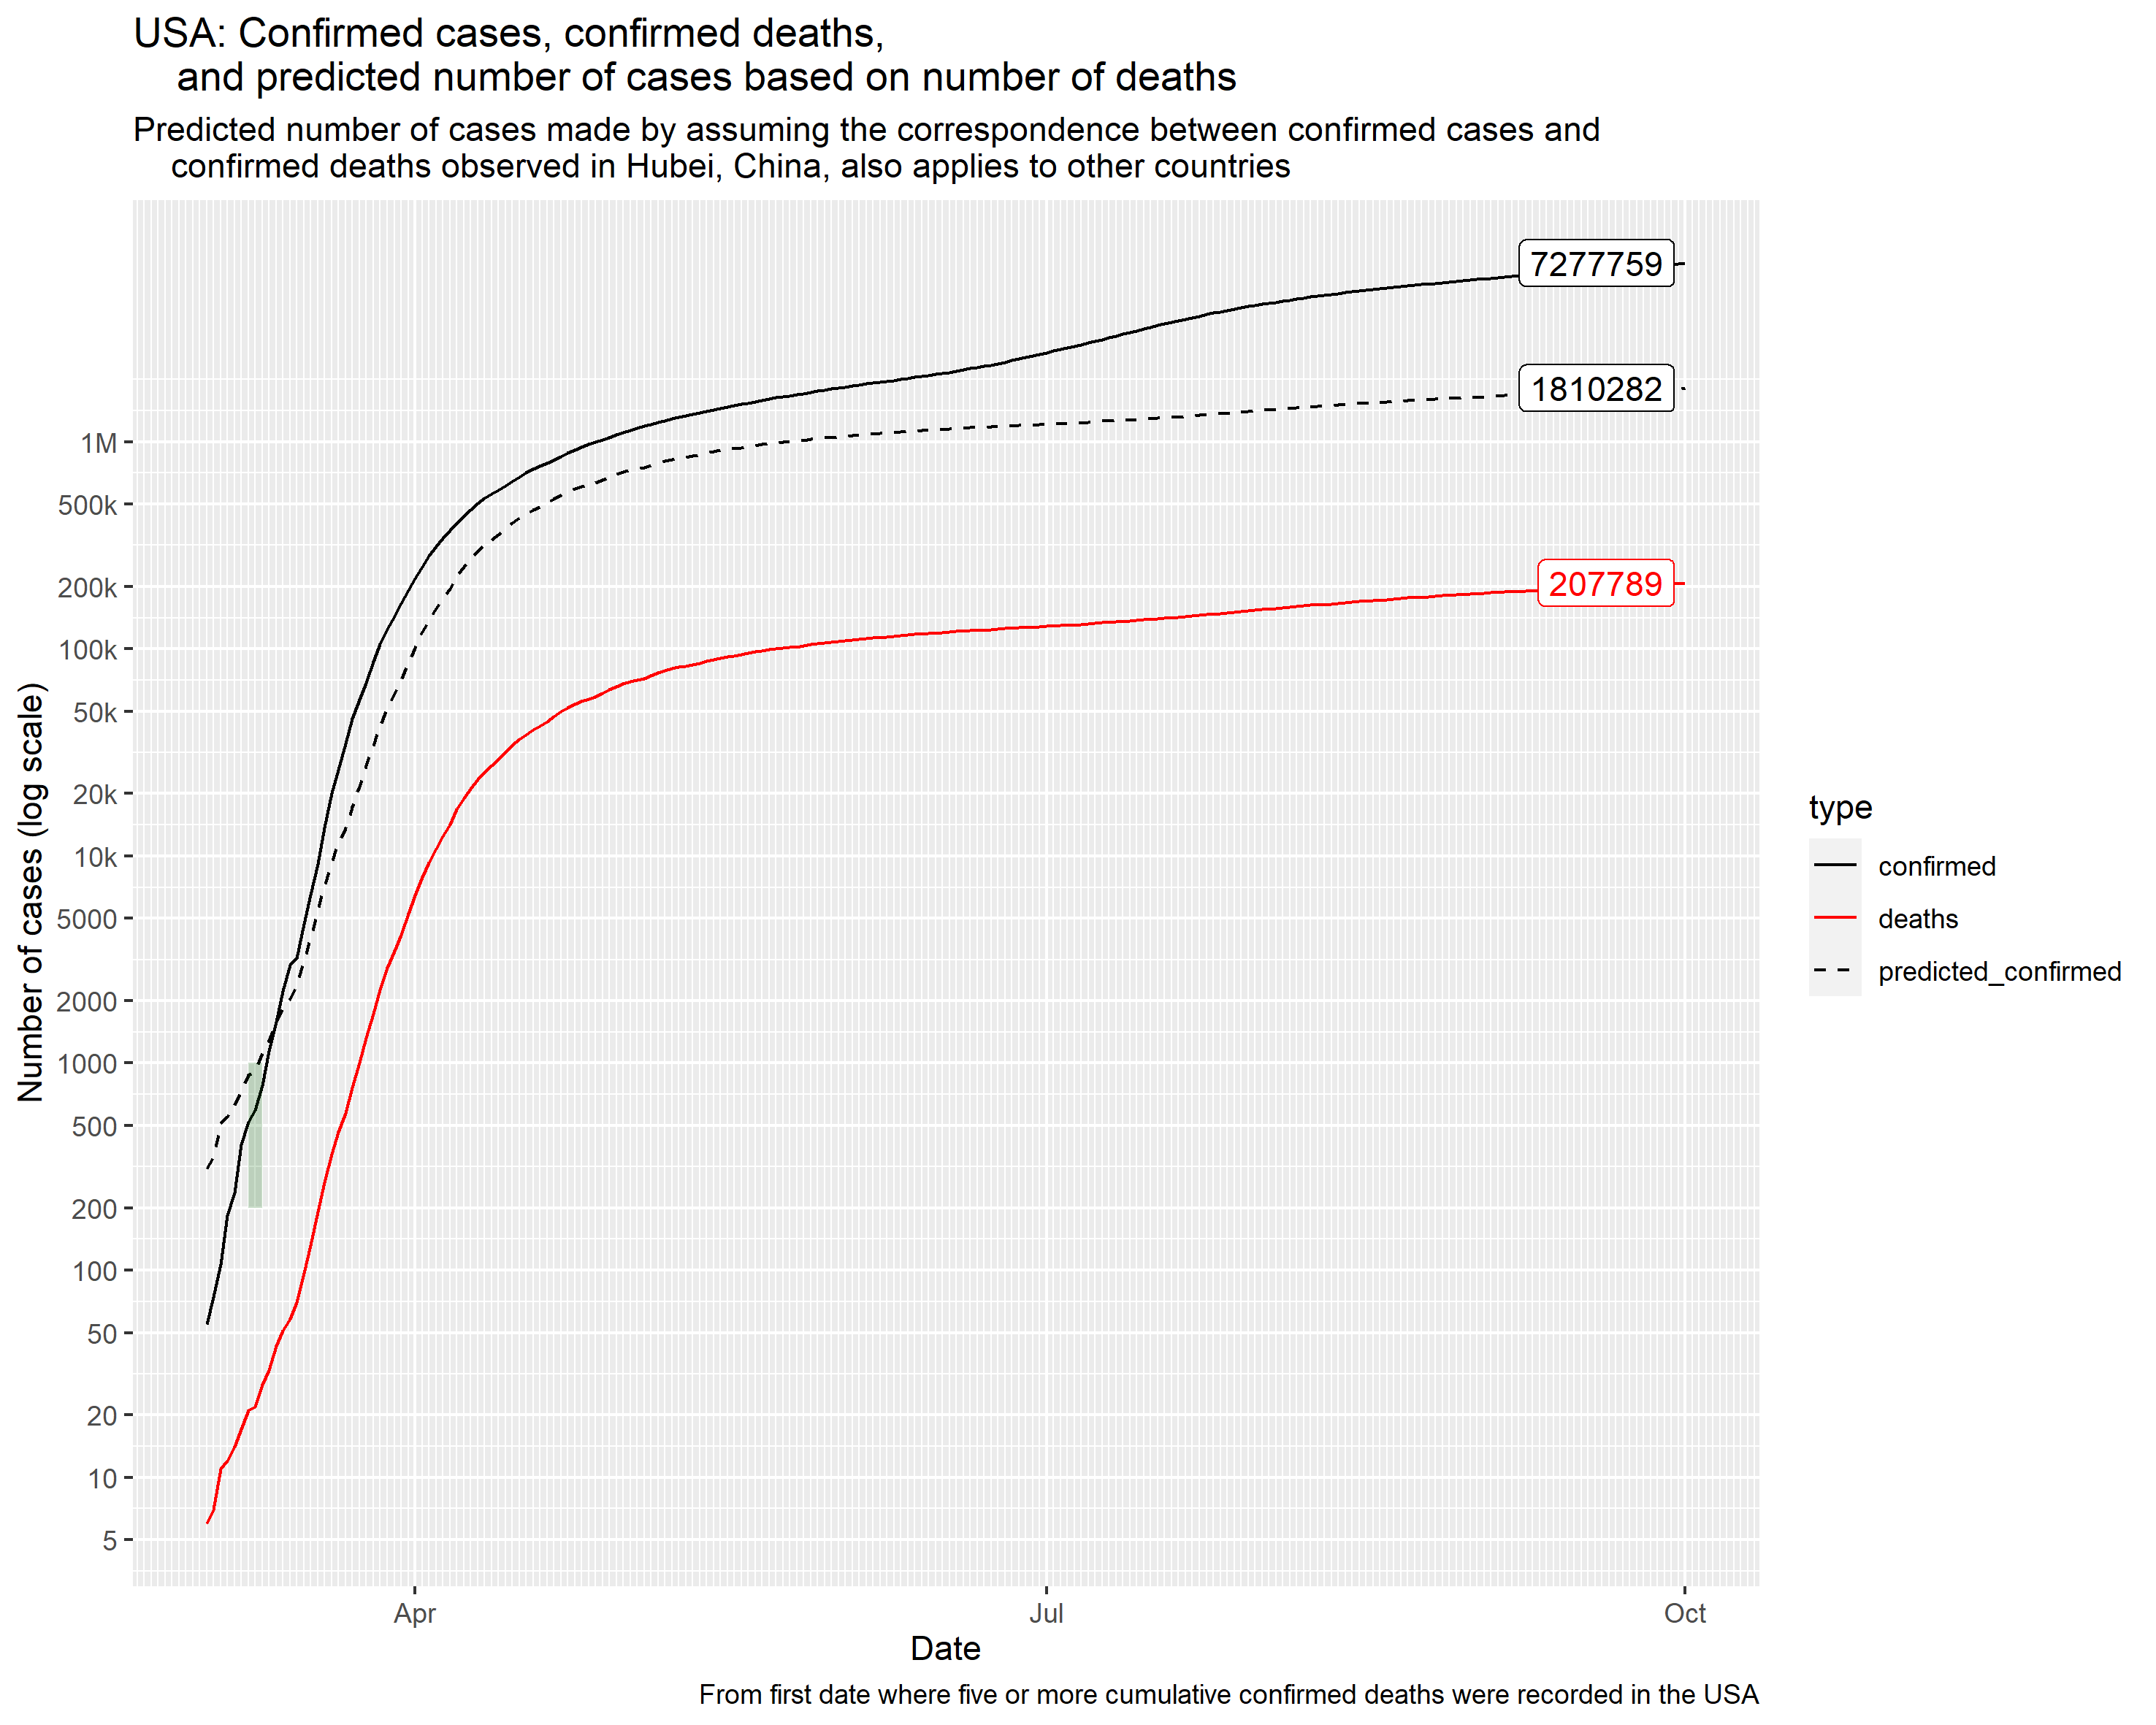 USA: Confirmed cases, confirmed deaths,
and predicted number of cases based on number of deaths
Predicted number of cases made by assuming the correspondence between confirmed cases and
confirmed deaths observed in Hubei, China, also applies to other countries
7277759
1810282
207789
Number of cases (log scale)
1M
500k
200k
100k
50k
20k
10k
5000
2000
1000
500
200
100
50
20
10
5
Apr
Jul
Oct
Date
type
confirmed
deaths
predicted_confirmed
From first date where five or more cumulative confirmed deaths were recorded in the USA